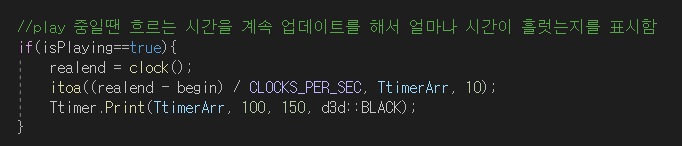 //play 중일땐 흐르는 시간을 계속 업데이트를 해서 얼마나 시간이 흘럿는지를 표시함
if(isPlaying==true){
realend = clock();
itoa((realend - begin) / CLOCKS_PER_SEC, TtimerArr, 10);
Ttimer.Print(TtimerArr, 100, 150, d3d::BLACK);
}